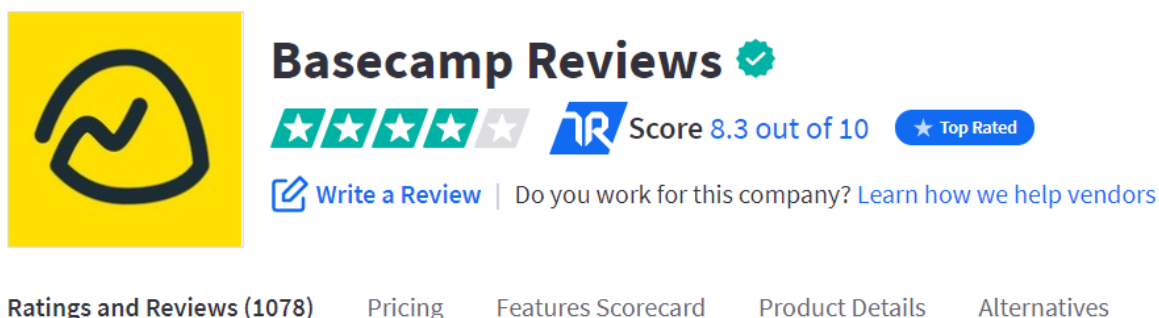 Basecamp Reviews
TR Score 8.3 out of 10 Top Rated
Write a Review | Do you work for this company? Learn how we help vendors
Ratings and Reviews (1078) Pricing Features Scorecard Product Details Alternatives